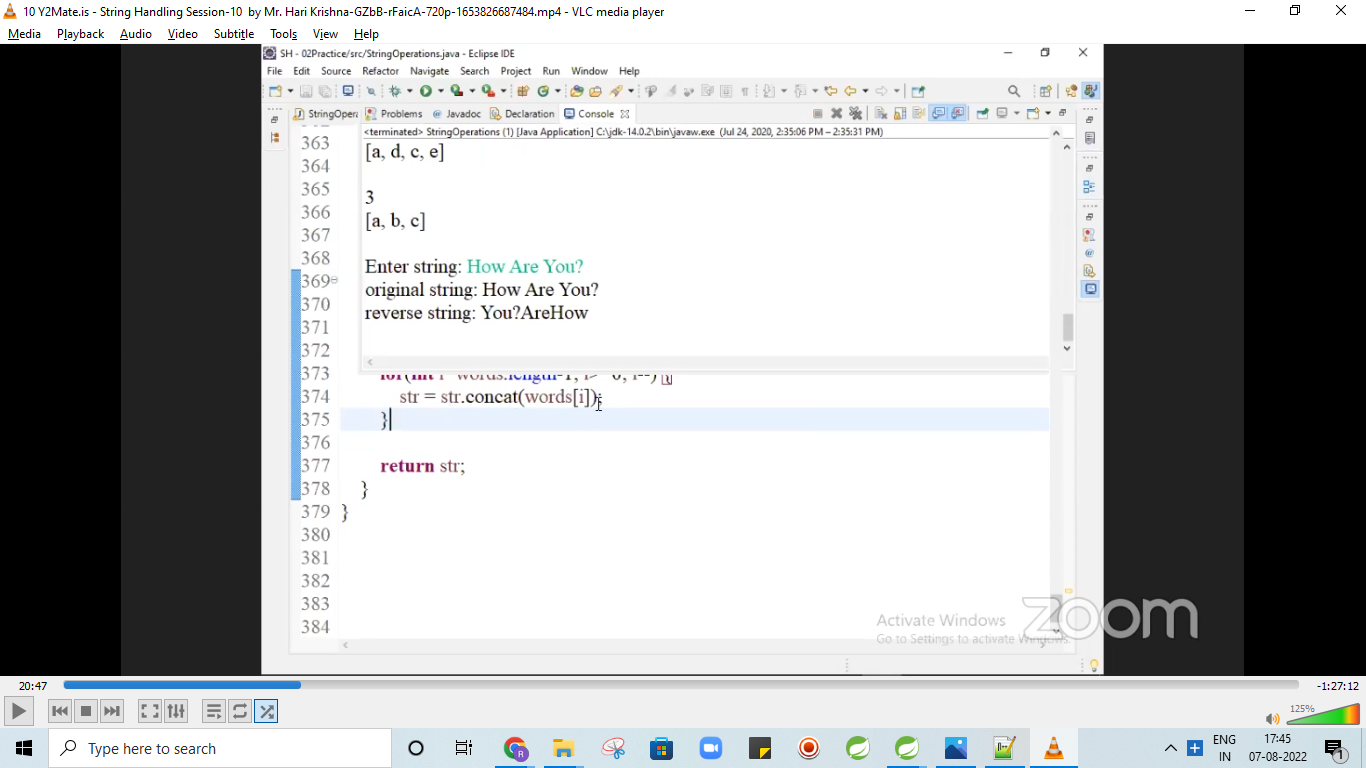 10 Y2Mate.is - String Handling Session-10 by Mr. Hari Krishna-GZbB-rFaicA-720p-1653826687484.mp4 - VLC media player
Media Playback Audio Video Subtitle Tools View Help
SH - 02Practice/src/StringOperations.java - Eclipse IDE
File Edit Source Refactor Navigate Search Project Run Window Help
StringOpera Problems Javadoc Declaration Console
<terminated> StringOperations (1) [Java Application] C:\jdk-14.0.2\bin\javaw.exe (Jul 24, 2020, 2:35:06 PM – 2:35:31 PM)
363 [a, d, c, e]
364
365 3
366 [a, b, c]
367
368 Enter string: How Are You?
369 original string: How Are You?
370 reverse string: You?AreHow
371
372
373
374 str = str.concat(words[i]);
375 }
376
377 return str;
378 }
379 }
380
381
382
383
384
Activate Windows
Go to Settings to activate Windows.
zoom
20:47 -1:27:12
125%
Type here to search
ENG
IN
17:45
07-08-2022
1